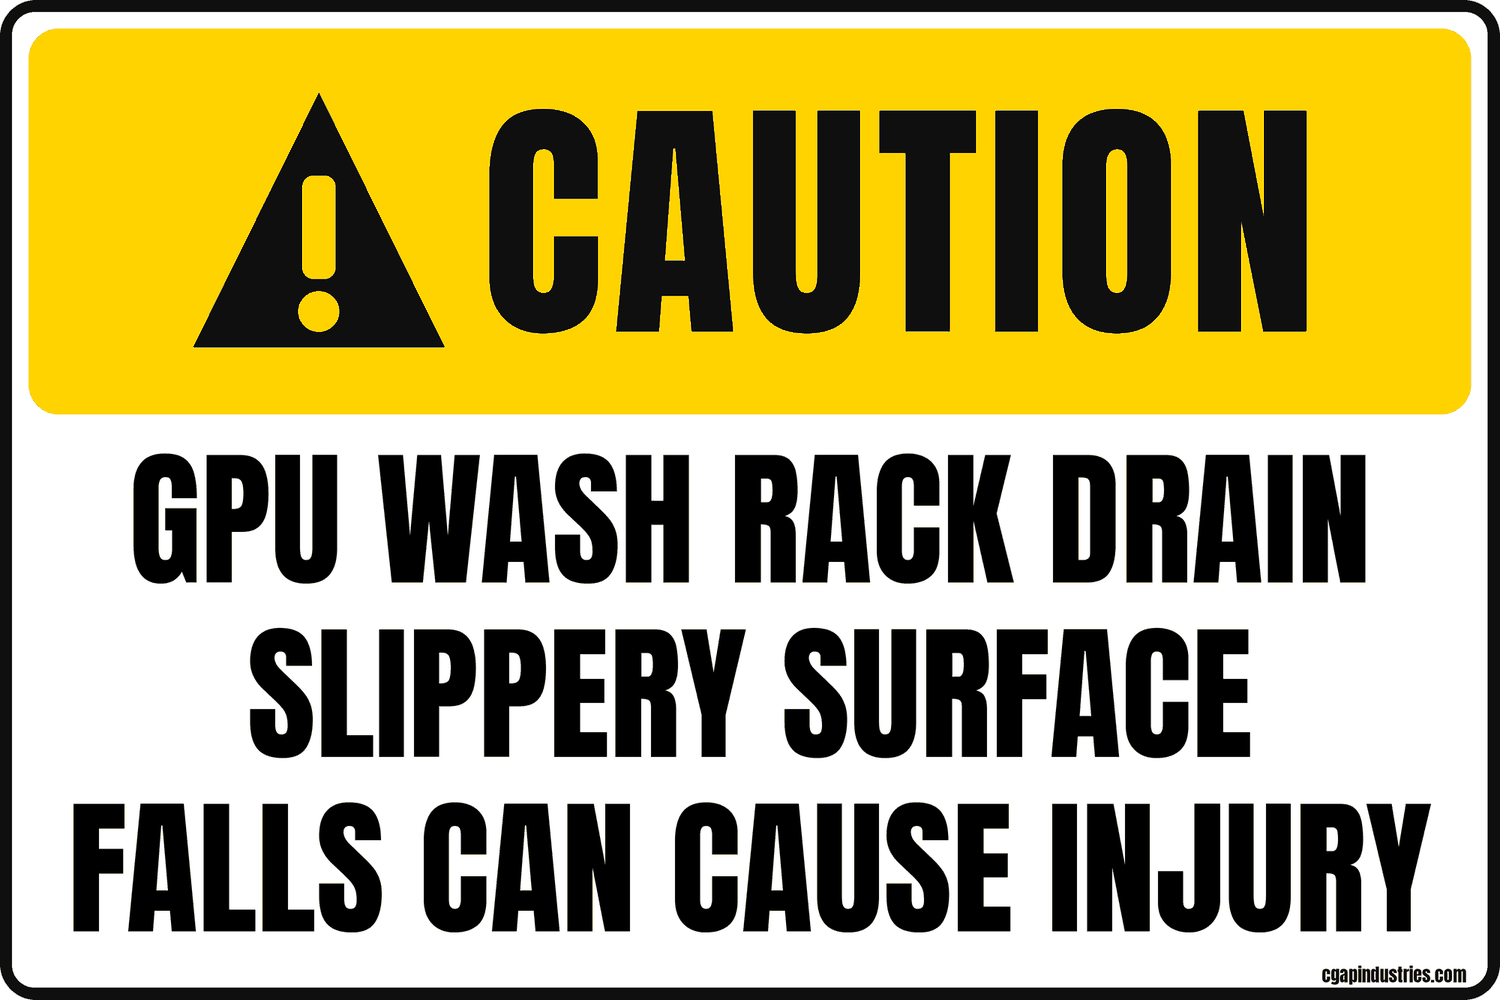 CAUTION
GPU WASH RACK DRAIN
SLIPPERY SURFACE
FALLS CAN CAUSE INJURY
cgapindustries.com